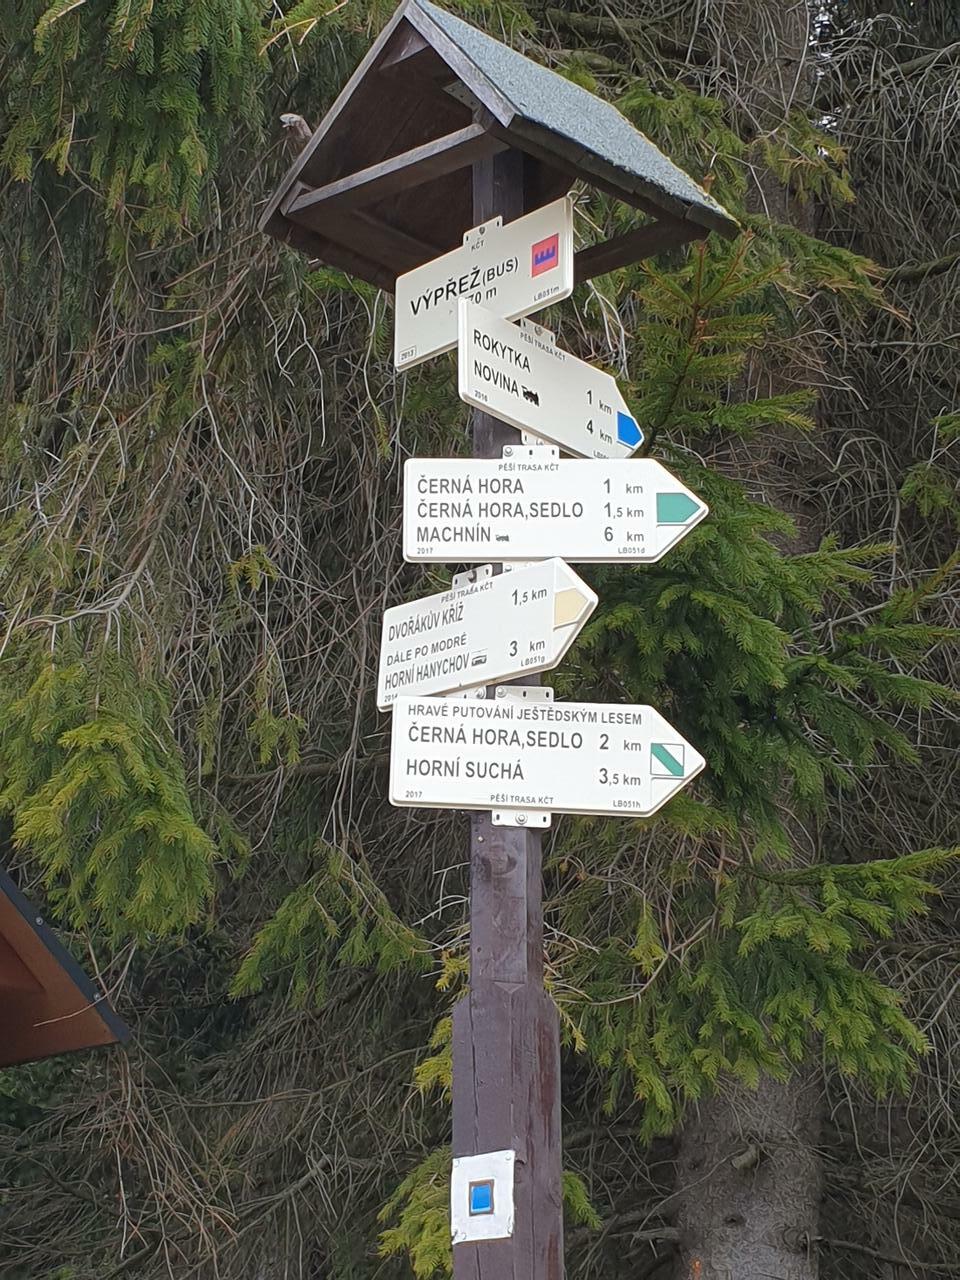 KČT
VÝPŘEŽ (BUS)
70 m
2013 LB051m
PĚŠÍ TRASA KČT
ROKYTKA 1 km
NOVINA 4 km
2016
PĚŠÍ TRASA KČT
ČERNÁ HORA 1 km
ČERNÁ HORA,SEDLO 1,5 km
MACHNÍN 6 km
2017 LB051d
PĚŠÍ TRASA KČT
DVOŘÁKŮV KŘÍŽ 1,5 km
DÁLE PO MODRÉ
HORNÍ HANYCHOV 3 km
LB051g
HRAVÉ PUTOVÁNÍ JEŠTĚDSKÝM LESEM
ČERNÁ HORA,SEDLO 2 km
HORNÍ SUCHÁ 3,5 km
2017 PĚŠÍ TRASA KČT LB051h